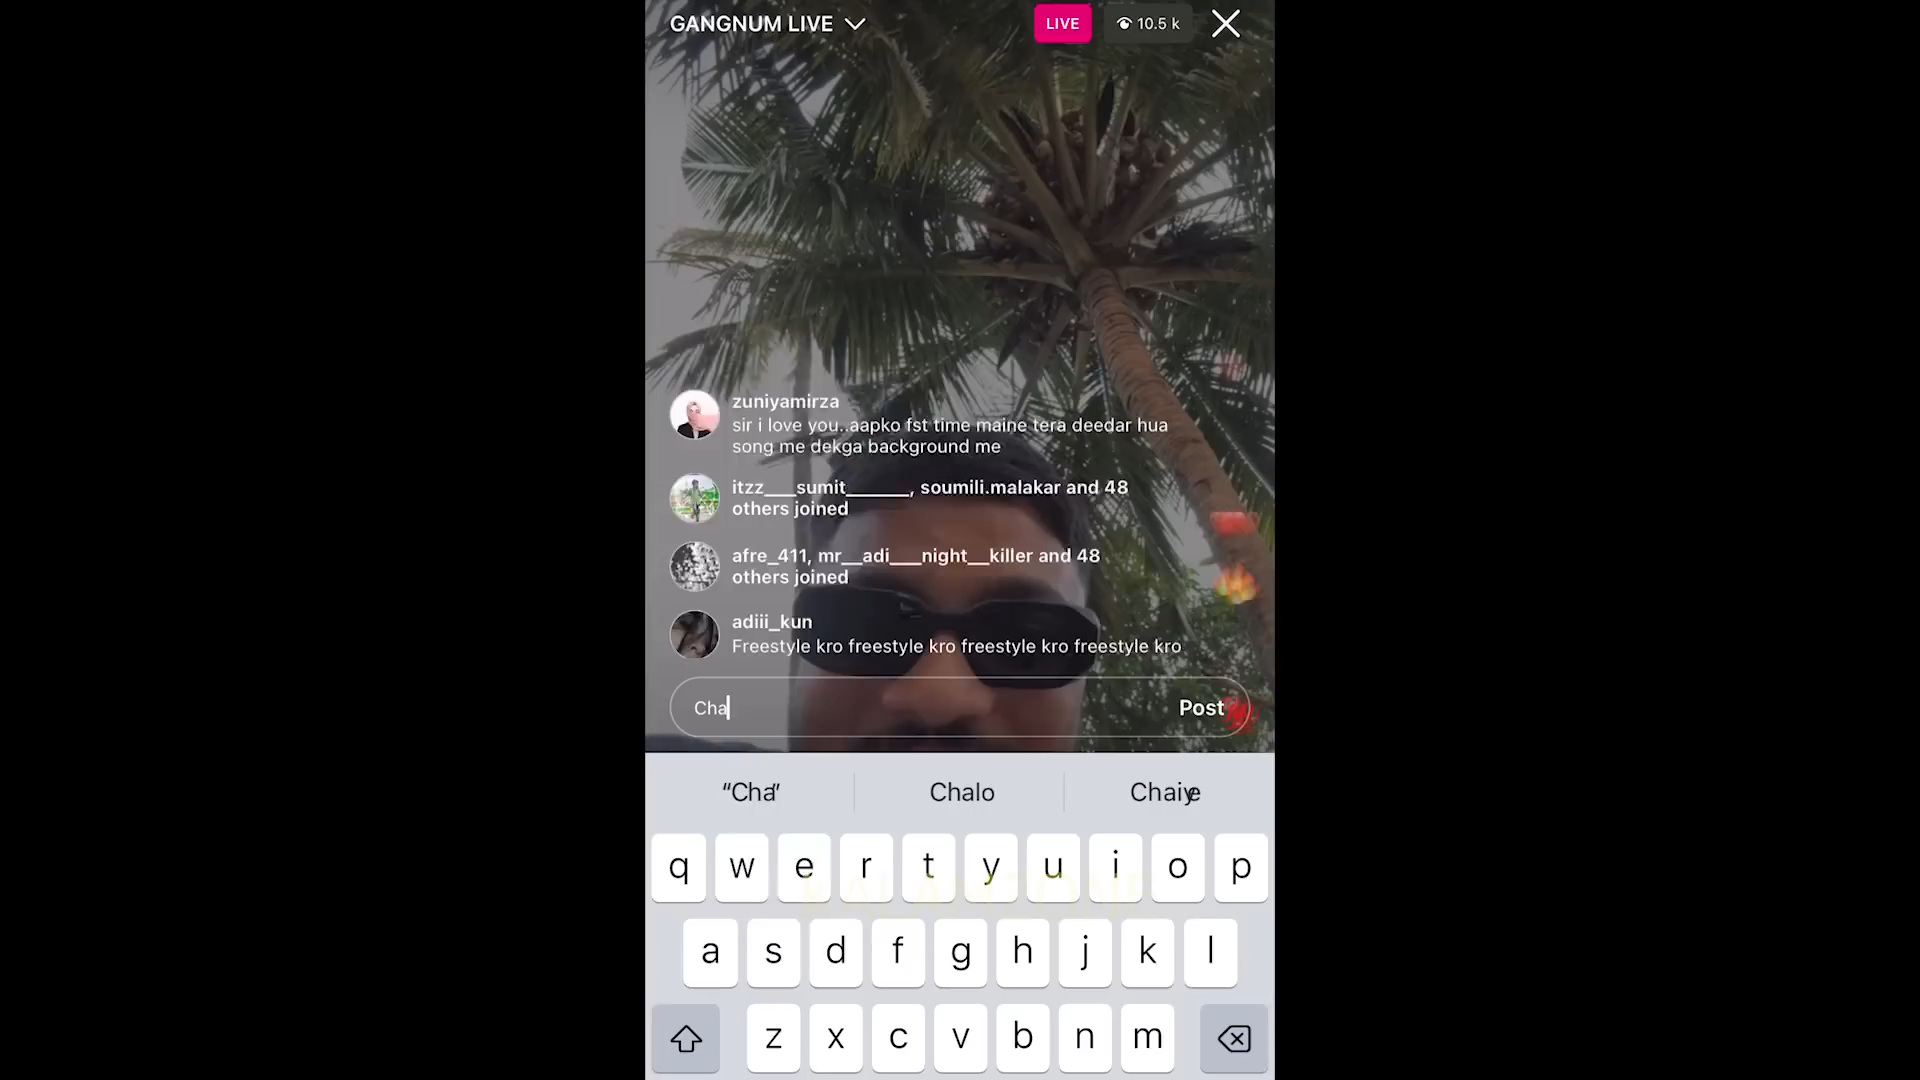 GANGNUM LIVE
LIVE
10.5 k
zuniyamirza
sir i love you..aapko fst time maine tera deedar hua
song me dekga background me
itzz___sumit______, soumili.malakar and 48
others joined
afre_411, mr__adi___night__killer and 48
others joined
adiii_kun
Freestyle kro freestyle kro freestyle kro freestyle kro
Cha
Post
“Cha”
Chalo
Chaiye
q w e r t y u i o p
a s d f g h j k l
z x c v b n m